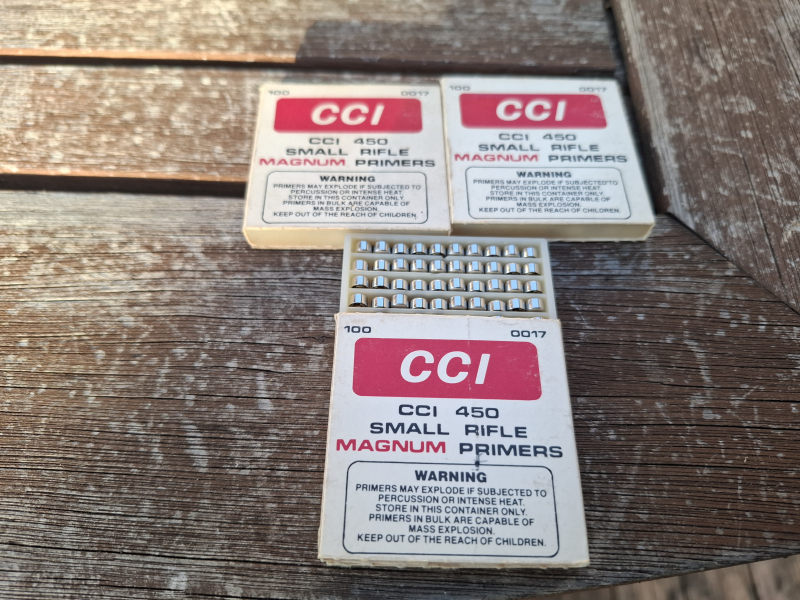 100 0017
CCI
CCI 450
SMALL RIFLE
MAGNUM PRIMERS
WARNING
PRIMERS MAY EXPLODE IF SUBJECTED TO
PERCUSSION OR INTENSE HEAT.
STORE IN THIS CONTAINER ONLY.
PRIMERS IN BULK ARE CAPABLE OF
MASS EXPLOSION.
KEEP OUT OF THE REACH OF CHILDREN.
100 0017
CCI
CCI 450
SMALL RIFLE
MAGNUM PRIMERS
WARNING
PRIMERS MAY EXPLODE IF SUBJECTED TO
PERCUSSION OR INTENSE HEAT.
STORE IN THIS CONTAINER ONLY.
PRIMERS IN BULK ARE CAPABLE OF
MASS EXPLOSION.
KEEP OUT OF THE REACH OF CHILDREN.
100 0017
CCI
CCI 450
SMALL RIFLE
MAGNUM PRIMERS
WARNING
PRIMERS MAY EXPLODE IF SUBJECTED TO
PERCUSSION OR INTENSE HEAT.
STORE IN THIS CONTAINER ONLY.
PRIMERS IN BULK ARE CAPABLE OF
MASS EXPLOSION.
KEEP OUT OF THE REACH OF CHILDREN.